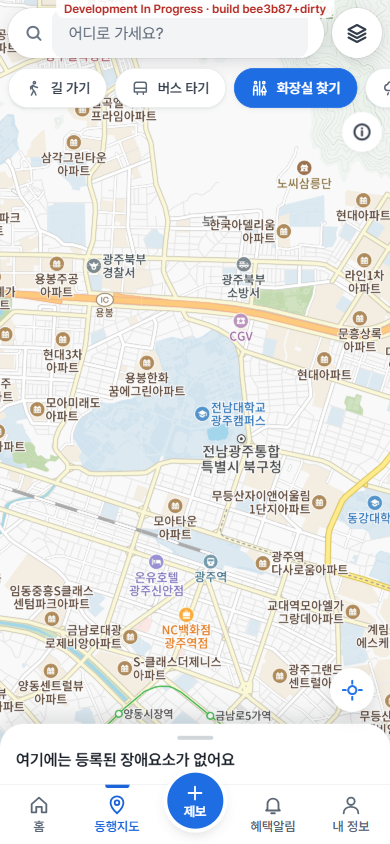 Development In Progress · build bee3b87+dirty
어디로 가세요?
길 가기
버스 타기
화장실 찾기
프라임아파트
삼각그린타운
아파트
노씨삼릉단
한국아델리움
아파트
현대아파트
용봉주공
아파트
광주북부
경찰서
광주북부
소방서
라인1차
아파트
IC
용봉
CGV
문흥상록
아파트
현대3차
아파트
용봉한화
꿈에그린아파트
현대아파트
모아미래도
아파트
전남대학교
광주캠퍼스
전남광주통합
특별시 북구청
무등산자이앤어울림
1단지아파트
모아타운
아파트
동강대학
온유호텔
광주신안점
광주역
광주역
다사로움아파트
임동중흥S클래스
센텀파크아파트
NC백화점
광주역점
교대역모아엘가
그랑데아파트
금남로대광
로제비앙아파트
S-클래스더제니스
아파트
양동센트럴뷰
아파트
광주그랜드
센트럴
양동시장역
금남로5가역
여기에는 등록된 장애요소가 없어요
홈
동행지도
제보
혜택알림
내 정보